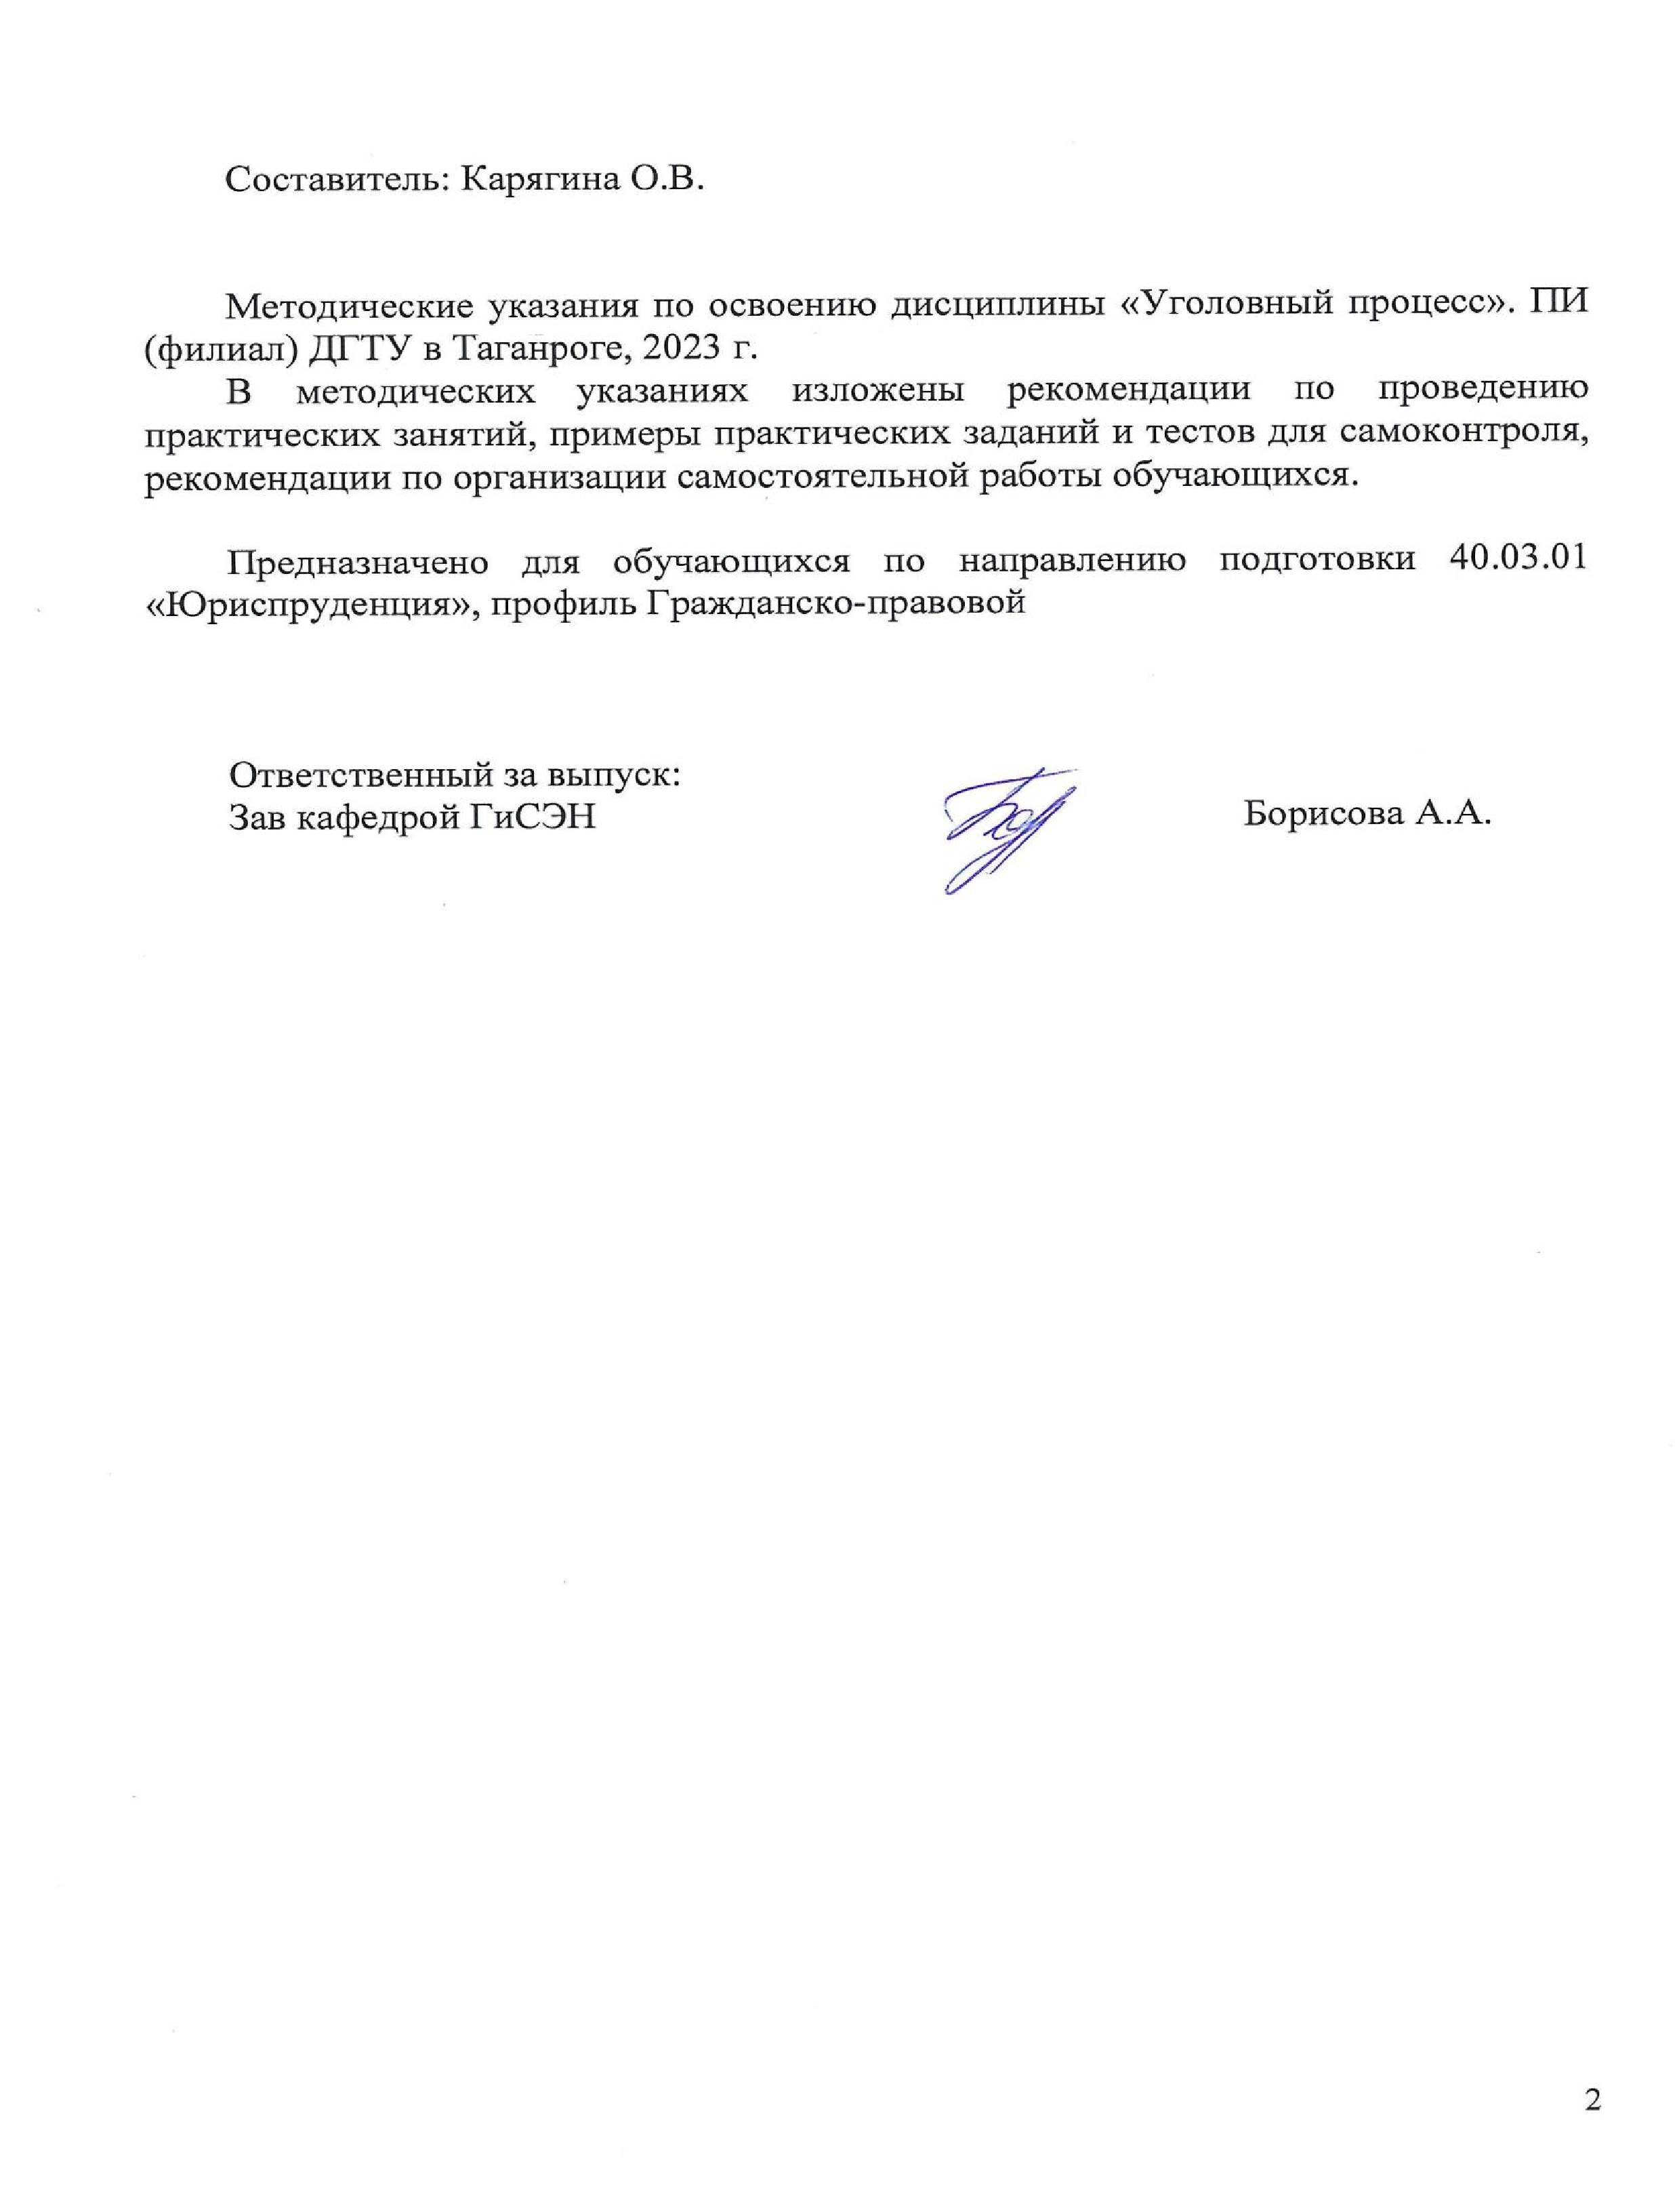 Составитель: Карягина О.В.
Методические указания по освоению дисциплины «Уголовный процесс». ПИ
(филиал) ДГТУ в Таганроге, 2023 г.
В методических указаниях изложены рекомендации по проведению
практических занятий, примеры практических заданий и тестов для самоконтроля,
рекомендации по организации самостоятельной работы обучающихся.
Предназначено для обучающихся по направлению подготовки 40.03.01
«Юриспруденция», профиль Гражданско-правовой
Ответственный за выпуск:
Зав кафедрой ГиСЭН Борисова А.А.
2